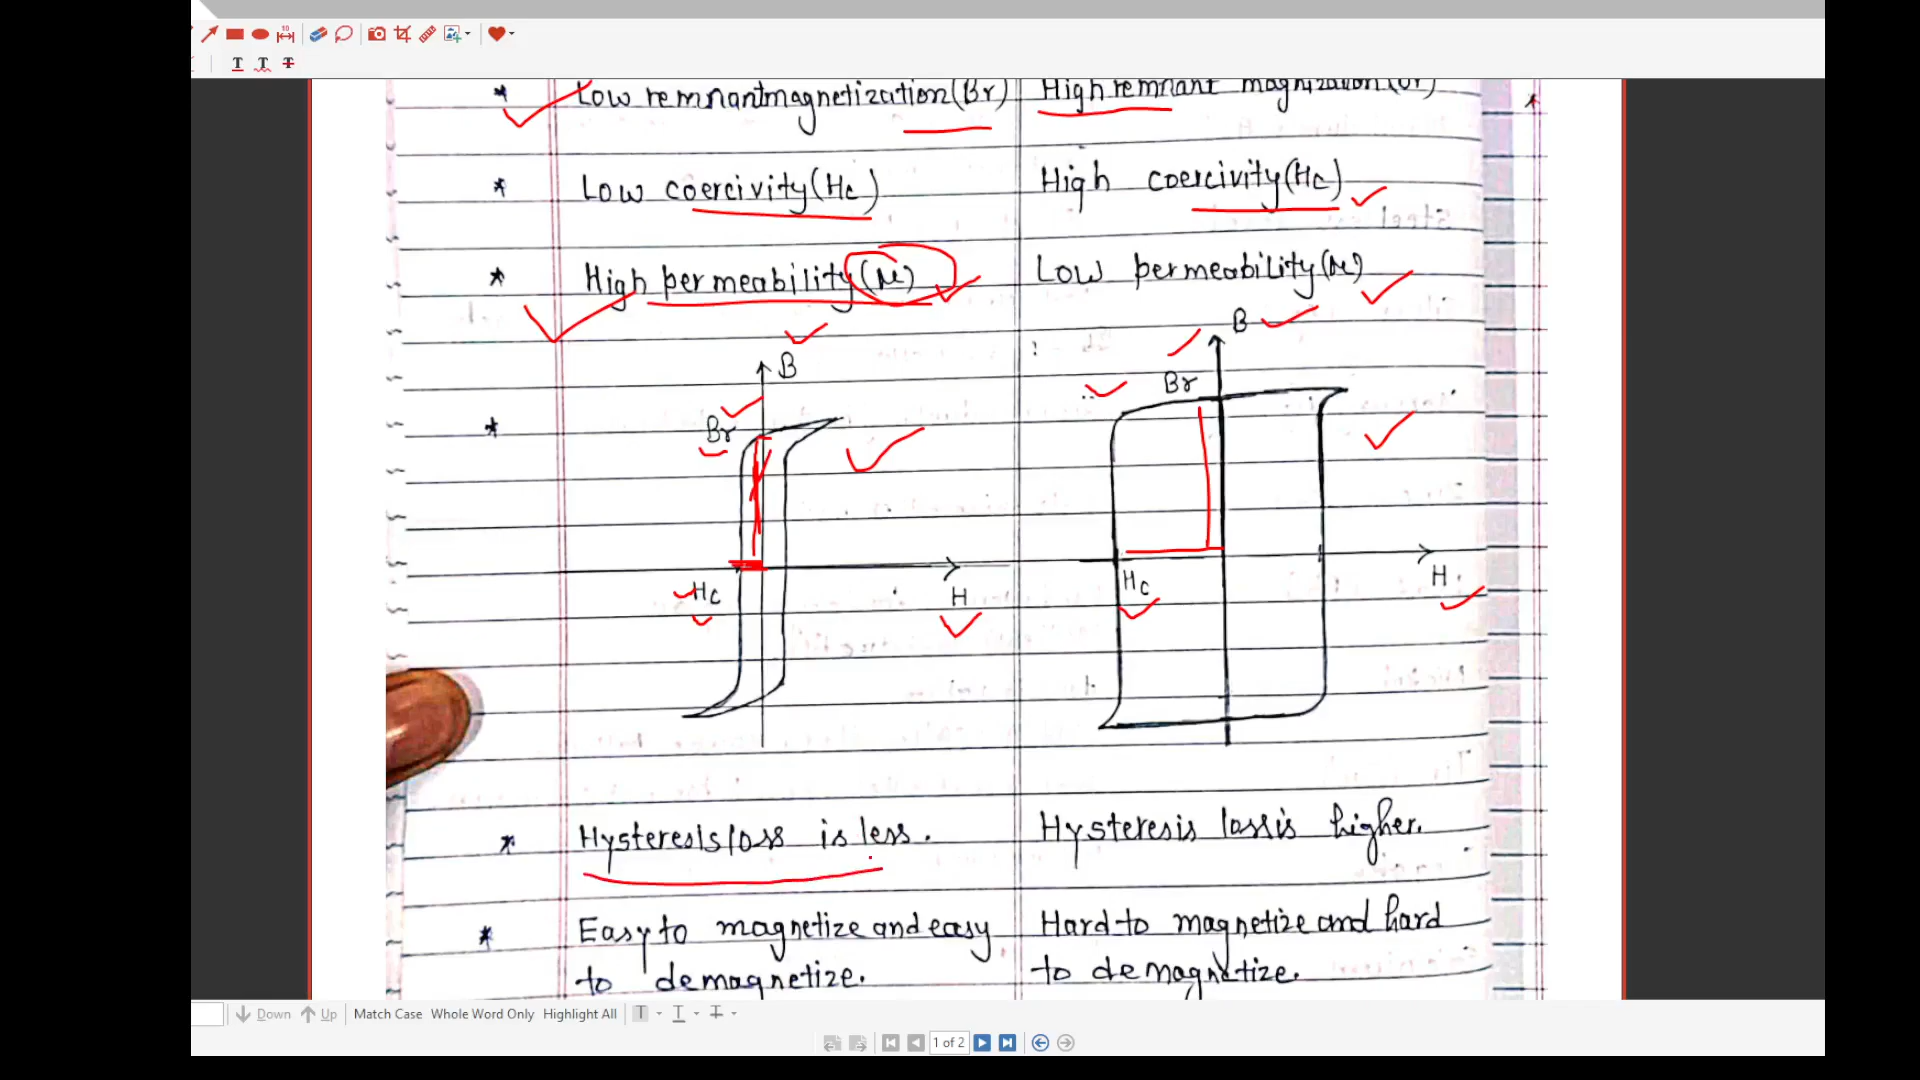 Low remnantmagnetization(Br) High remnant magnization(Br)
Low coercivity(Hc) High coercivity(Hc)
High permeability(μ) Low permeability(μ)
B B
Br Br
Hc H Hc H
Hysteresis loss is less. Hysteresis loss is higher.
Easy to magnetize and easy Hard to magnetize and hard
to demagnetize. to demagnetize.
Down Up Match Case Whole Word Only Highlight All T T T
1 of 2